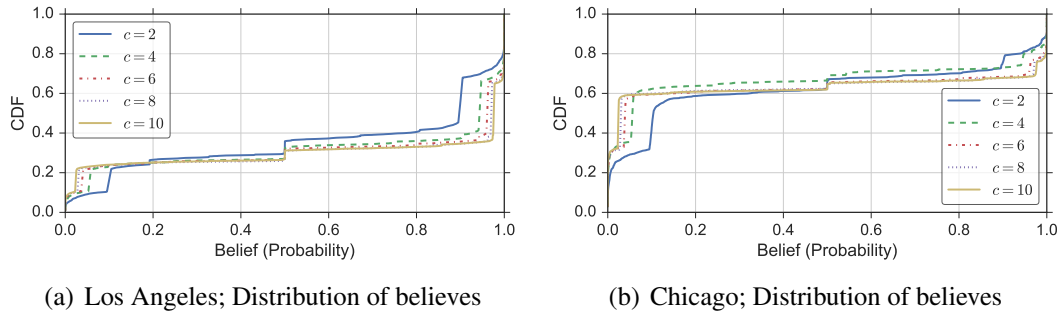 1.0
0.8
0.6
0.4
0.2
0.0
CDF
c = 2
c = 4
c = 6
c = 8
c = 10
0.0 0.2 0.4 0.6 0.8 1.0
Belief (Probability)
(a) Los Angeles; Distribution of believes
1.0
0.8
0.6
0.4
0.2
0.0
CDF
c = 2
c = 4
c = 6
c = 8
c = 10
0.0 0.2 0.4 0.6 0.8 1.0
Belief (Probability)
(b) Chicago; Distribution of believes